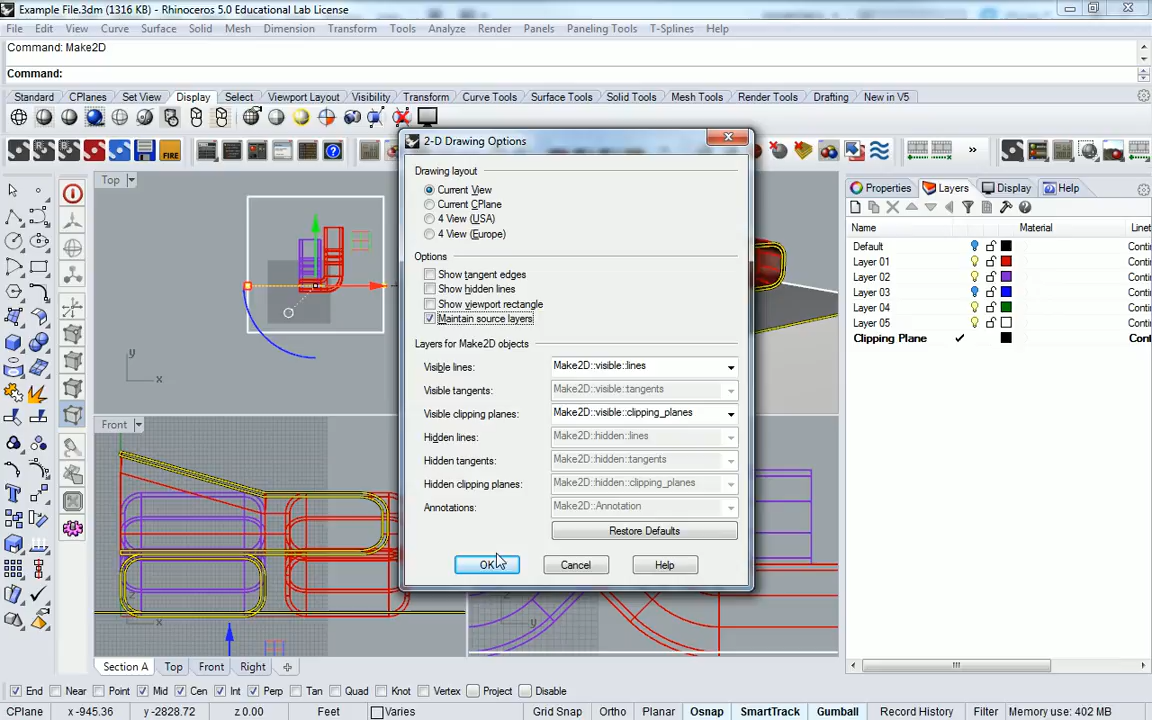 Example File.3dm (1316 KB) - Rhinoceros 5.0 Educational Lab License
File Edit View Curve Surface Solid Mesh Dimension Transform Tools Analyze Render Panels Paneling Tools T-Splines Help
Command: Make2D
Command:
Standard CPlanes Set View Display Select Viewport Layout Visibility Transform Curve Tools Surface Tools Solid Tools Mesh Tools Render Tools Drafting New in V5
FIRE
»
Top
y
x
Front
z
x
y
2-D Drawing Options
Drawing layout
Current View
Current CPlane
4 View (USA)
4 View (Europe)
Options
Show tangent edges
Show hidden lines
Show viewport rectangle
Maintain source layers
Layers for Make2D objects
Visible lines: Make2D::visible::lines
Visible tangents: Make2D::visible::tangents
Visible clipping planes: Make2D::visible::clipping_planes
Hidden lines: Make2D::hidden::lines
Hidden tangents: Make2D::hidden::tangents
Hidden clipping planes: Make2D::hidden::clipping_planes
Annotations: Make2D::Annotation
Restore Defaults
OK Cancel Help
Properties Layers Display Help
Name Material Linet
Default Conti
Layer 01 Conti
Layer 02 Conti
Layer 03 Conti
Layer 04 Conti
Layer 05 Conti
Clipping Plane Cont
Section A Top Front Right
End Near Point Mid Cen Int Perp Tan Quad Knot Vertex Project Disable
CPlane x -945.36 y -2828.72 z 0.00 Feet Varies Grid Snap Ortho Planar Osnap SmartTrack Gumball Record History Filter Memory use: 402 MB